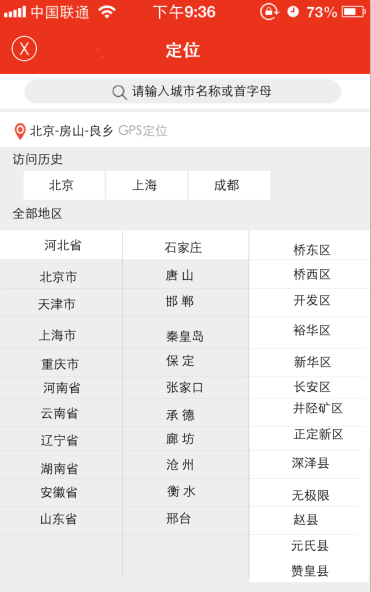 中国联通 下午9:36 73%
X 定位
请输入城市名称或首字母
北京-房山-良乡 GPS定位
访问历史
北京 上海 成都
全部地区
河北省 石家庄 桥东区
北京市 唐山 桥西区
天津市 邯郸 开发区
上海市 秦皇岛 裕华区
重庆市 保定 新华区
河南省 张家口 长安区
云南省 承德 井陉矿区
辽宁省 廊坊 正定新区
湖南省 沧州 深泽县
安徽省 衡水 无极限
山东省 邢台 赵县
元氏县
赞皇县